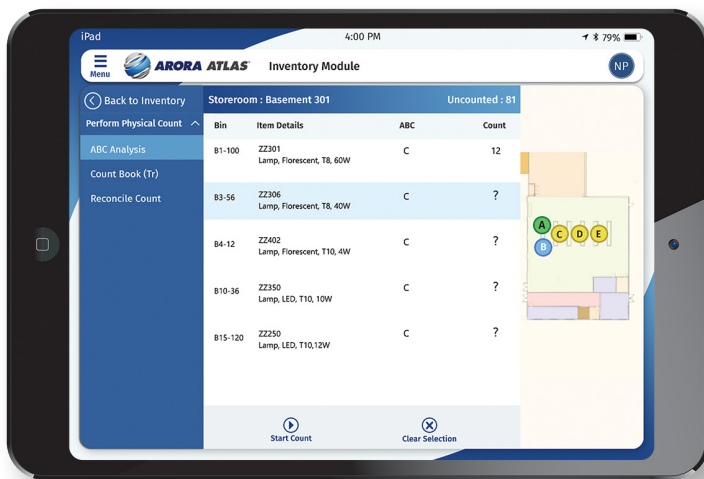 iPad 4:00 PM 79%
Menu ARORA ATLAS Inventory Module NP
Back to Inventory
Perform Physical Count
ABC Analysis
Count Book (Tr)
Reconcile Count
Storeroom : Basement 301 Uncounted : 81
Bin Item Details ABC Count
B1-100 ZZ301 C 12
Lamp, Florescent, T8, 60W
B3-56 ZZ306 C ?
Lamp, Florescent, T8, 40W
B4-12 ZZ402 C ?
Lamp, Florescent, T10, 4W
B10-36 ZZ350 C ?
Lamp, LED, T10, 10W
B15-120 ZZ250 C ?
Lamp, LED, T10,12W
Start Count Clear Selection
A
B
C D E